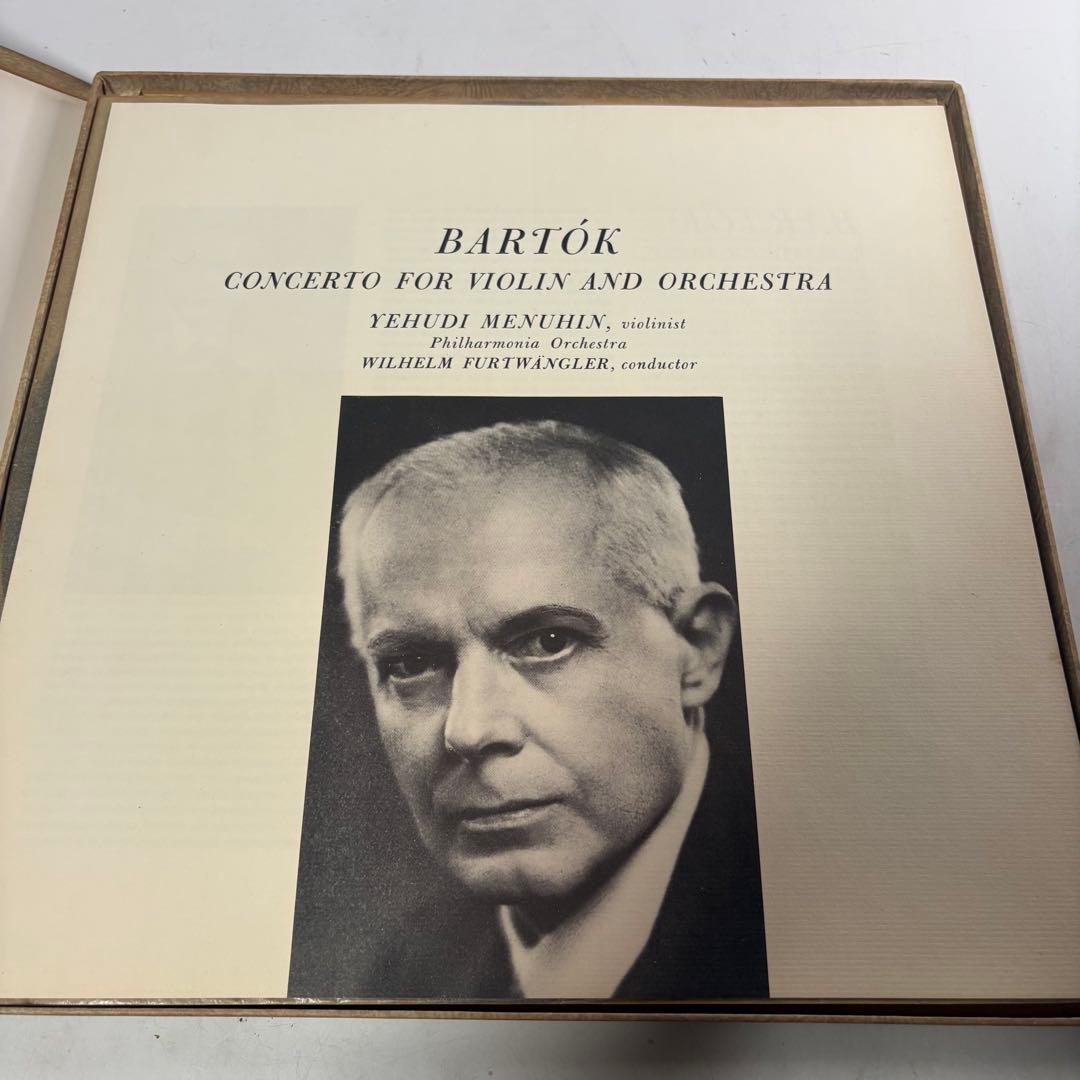 BARTÓK
CONCERTO FOR VIOLIN AND ORCHESTRA
YEHUDI MENUHIN, violinist
Philharmonia Orchestra
WILHELM FURTWÄNGLER, conductor